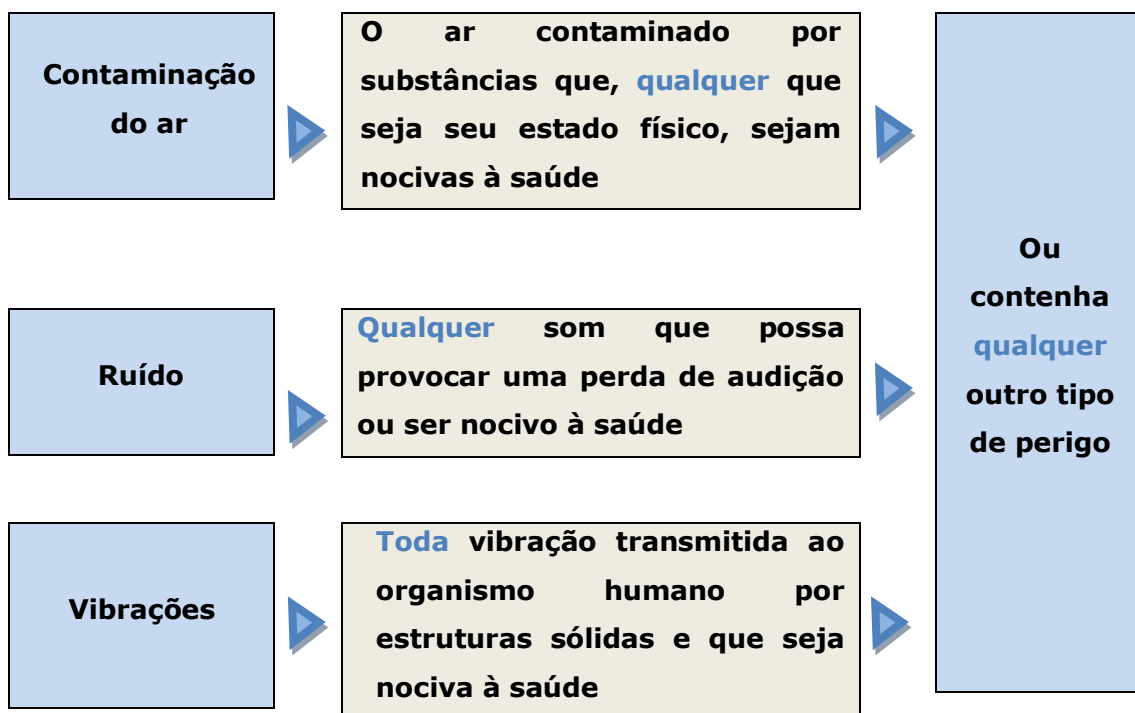 Contaminação
do ar
O ar contaminado por
substâncias que, qualquer que
seja seu estado físico, sejam
nocivas à saúde
Ruído
Qualquer som que possa
provocar uma perda de audição
ou ser nocivo à saúde
Vibrações
Toda vibração transmitida ao
organismo humano por
estruturas sólidas e que seja
nociva à saúde
Ou
contenha
qualquer
outro tipo
de perigo